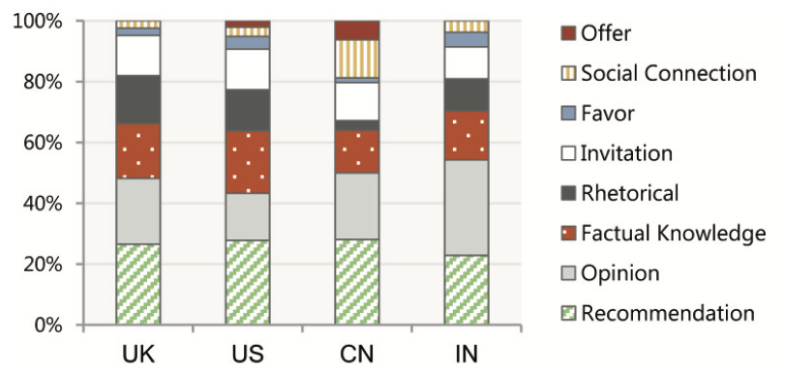 100%
80%
60%
40%
20%
0%
UK US CN IN
Offer
Social Connection
Favor
Invitation
Rhetorical
Factual Knowledge
Opinion
Recommendation